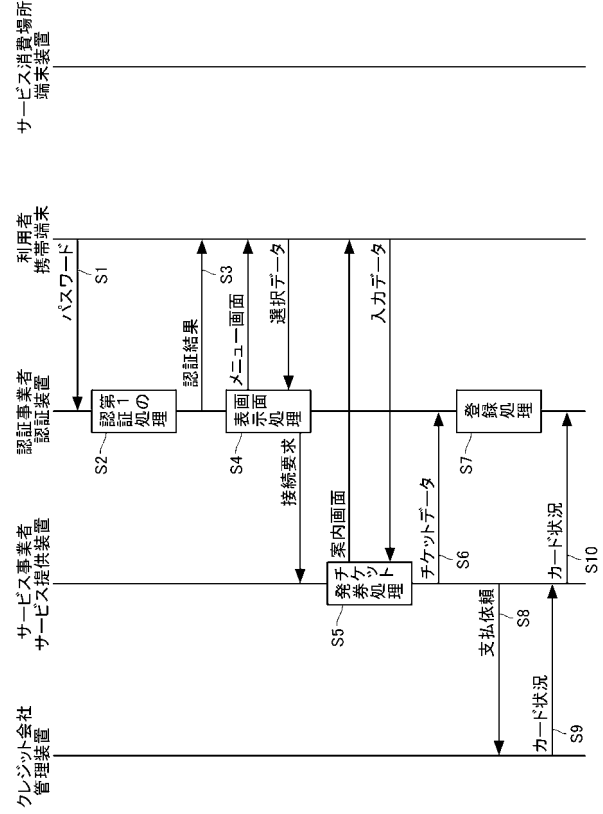 クレジット会社
管理装置
サービス事業者
サービス提供装置
認証事業者
認証装置
利用者
携帯端末
サービス消費場所
端末装置
パスワード
S1
第1の
認証
処理
S2
認証結果
S3
メニュー画面
画面
表示
処理
S4
選択データ
接続要求
案内画面
チケット
発券
処理
S5
入力データ
チケットデータ
S6
登録
処理
S7
支払依頼
S8
カード状況
S9
カード状況
S10